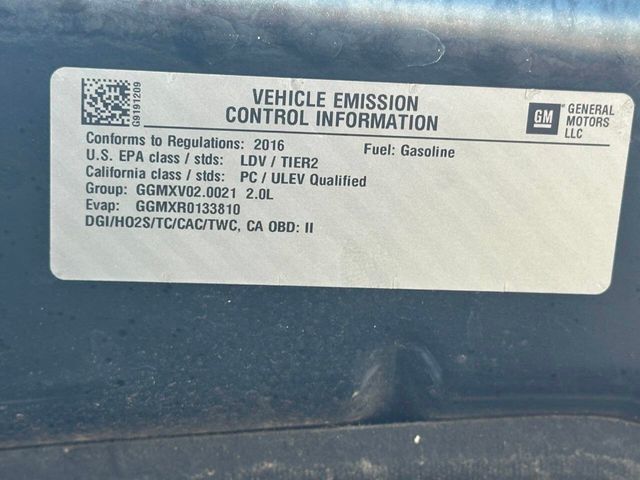 G9191209
VEHICLE EMISSION
CONTROL INFORMATION
GM
GENERAL
MOTORS
LLC
Conforms to Regulations: 2016 Fuel: Gasoline
U.S. EPA class / stds: LDV / TIER2
California class / stds: PC / ULEV Qualified
Group: GGMXV02.0021 2.0L
Evap: GGMXR0133810
DGI/HO2S/TC/CAC/TWC, CA OBD: II